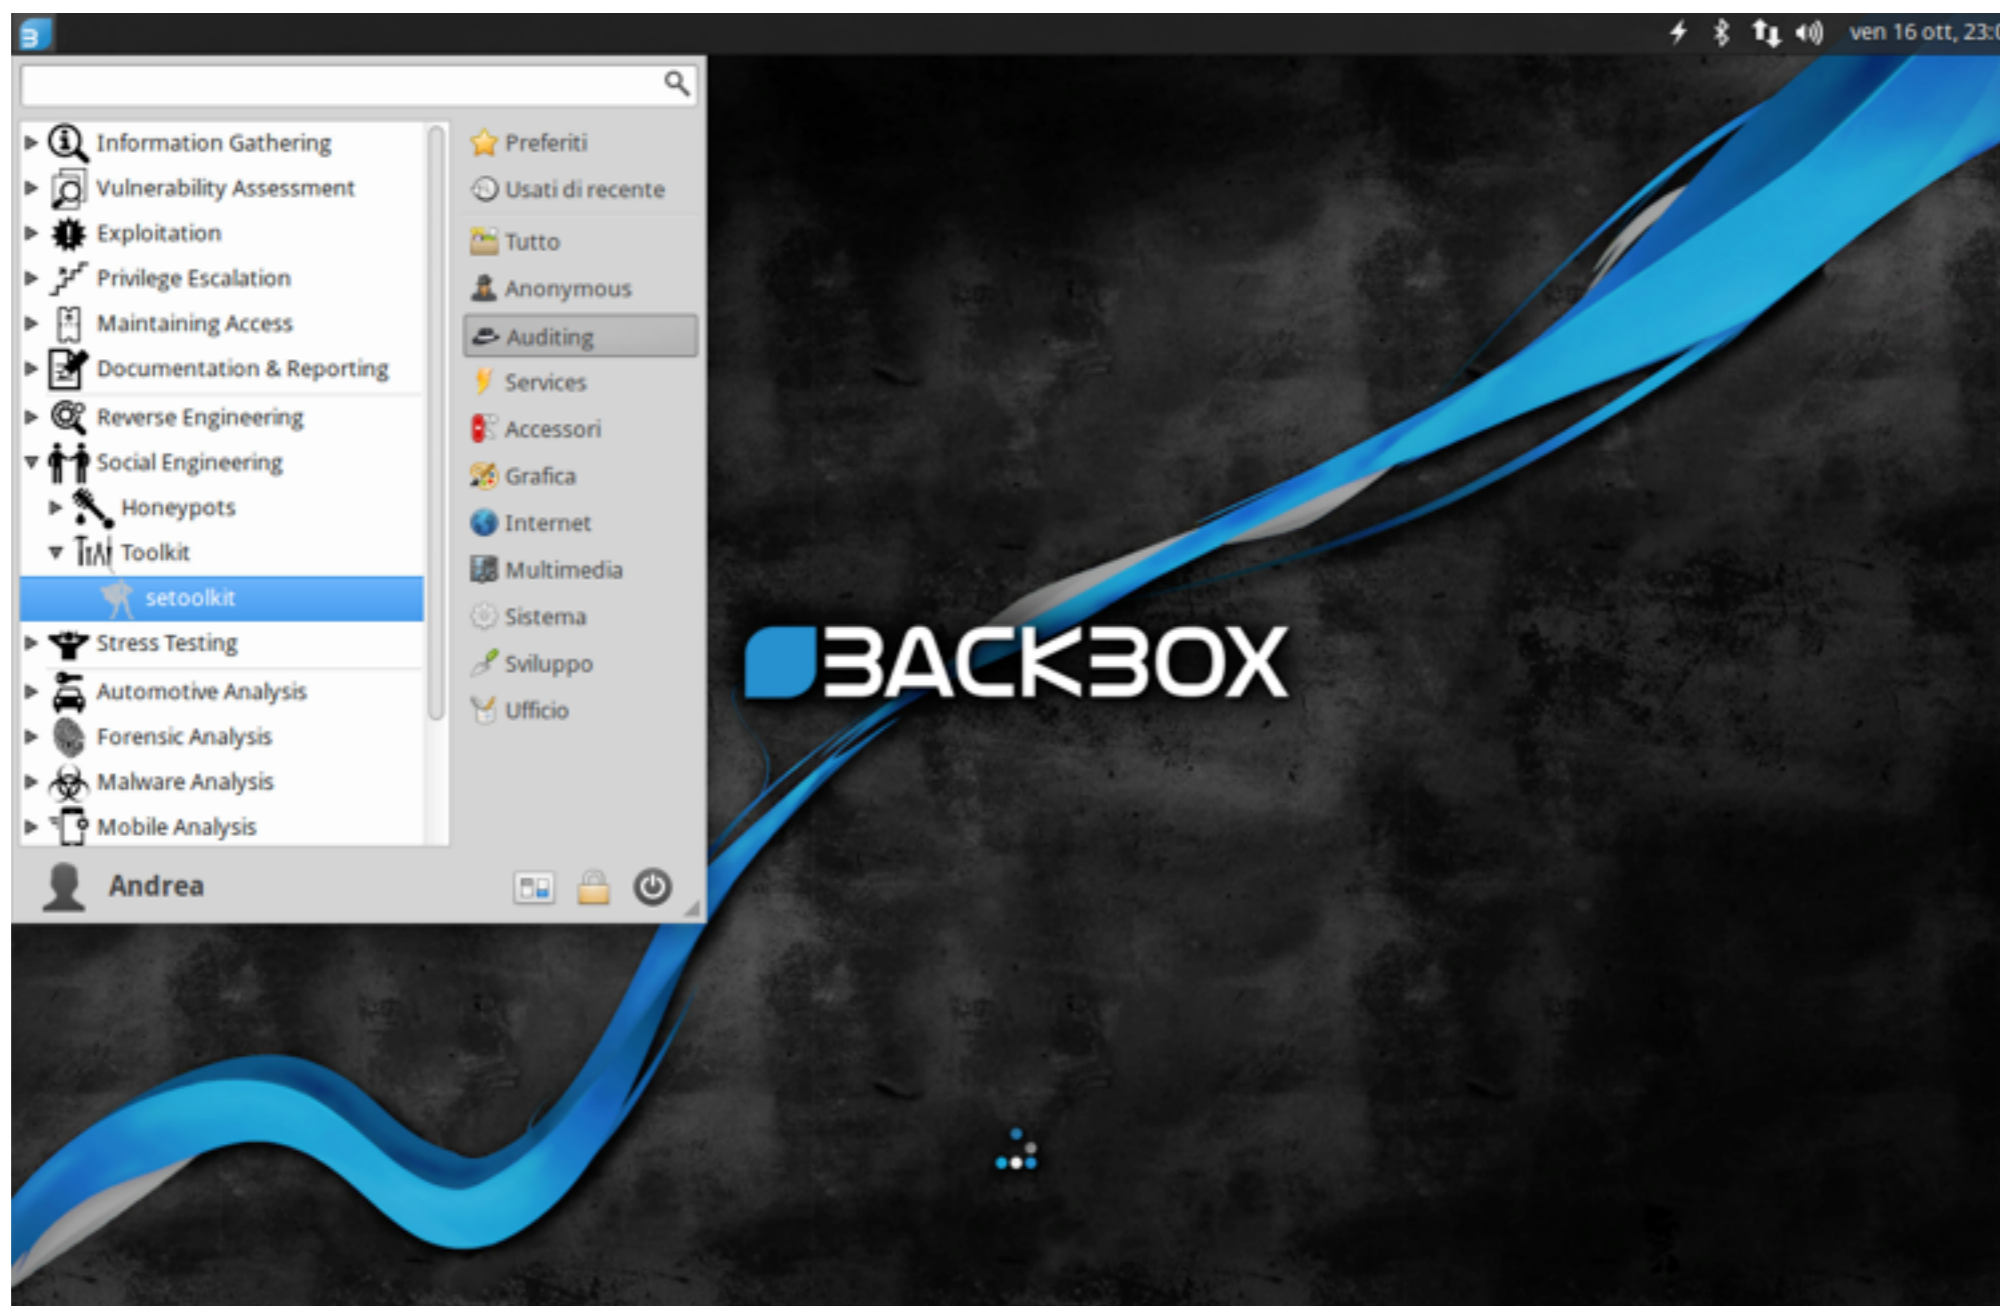 ven 16 ott, 23:0
Information Gathering
Vulnerability Assessment
Exploitation
Privilege Escalation
Maintaining Access
Documentation & Reporting
Reverse Engineering
Social Engineering
Honeypots
Toolkit
setoolkit
Stress Testing
Automotive Analysis
Forensic Analysis
Malware Analysis
Mobile Analysis
Preferiti
Usati di recente
Tutto
Anonymous
Auditing
Services
Accessori
Grafica
Internet
Multimedia
Sistema
Sviluppo
Ufficio
Andrea
BACKBOX